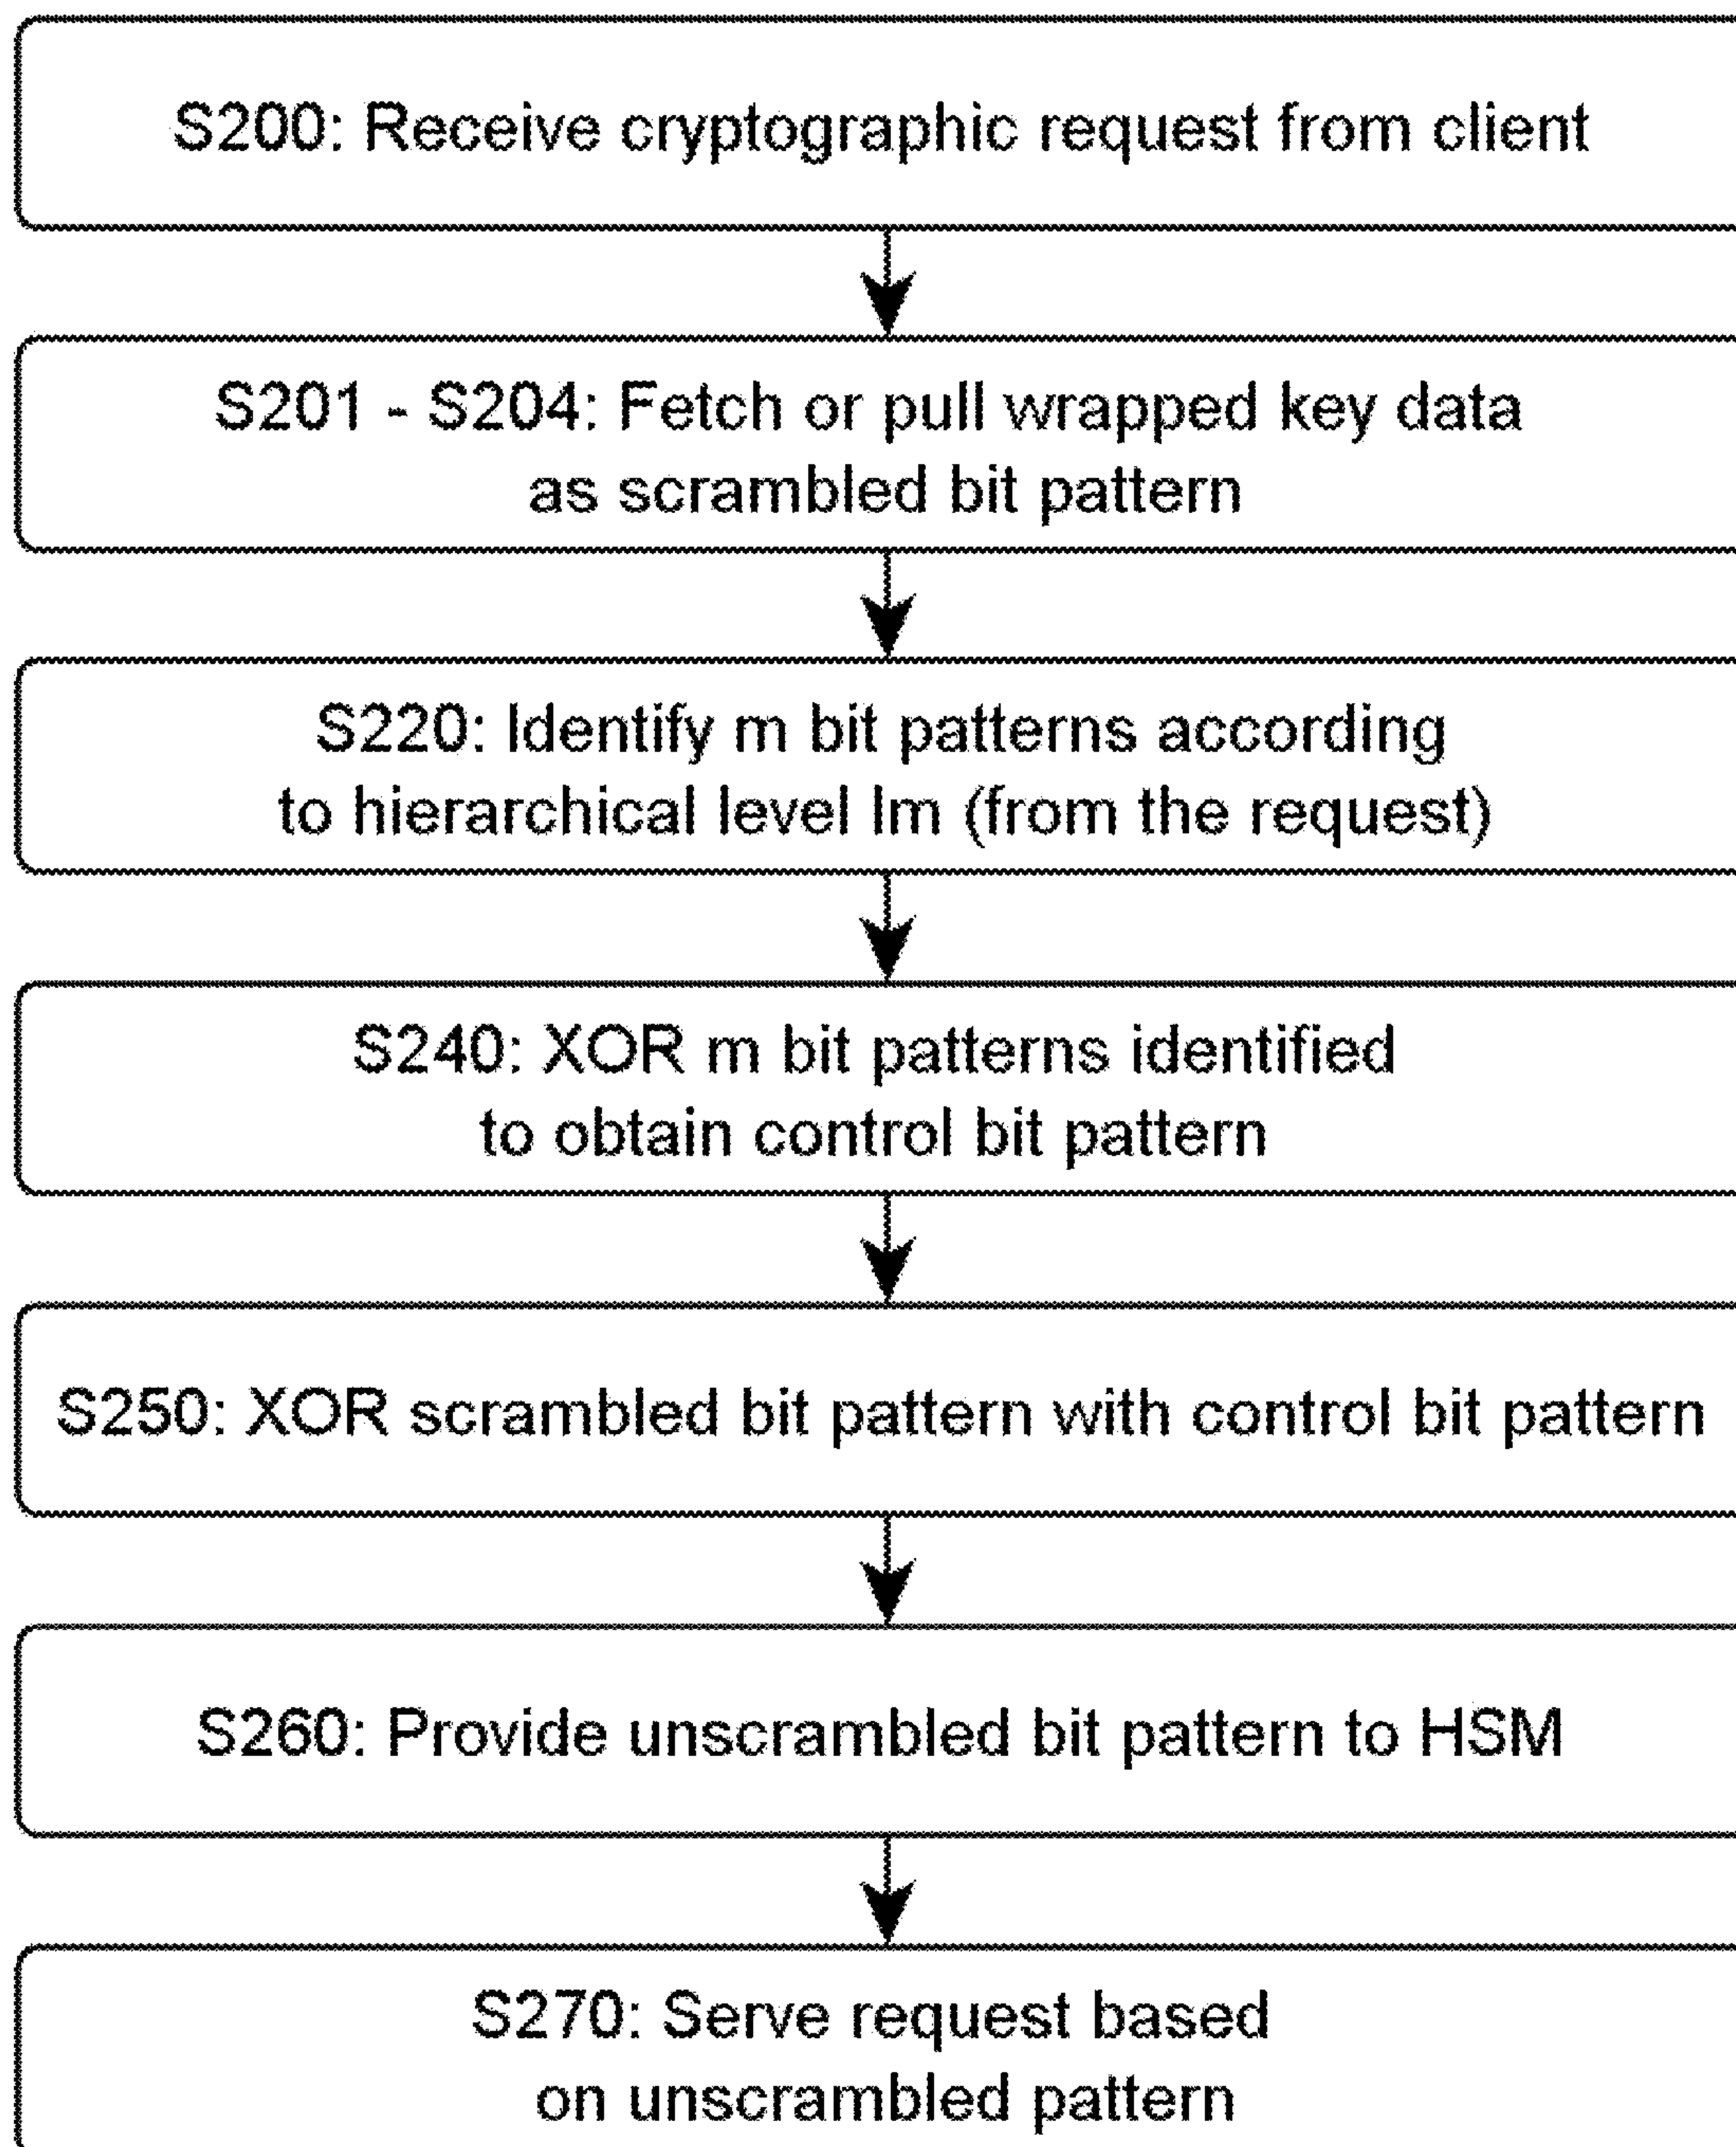 S200: Receive cryptographic request from client
S201 - S204: Fetch or pull wrapped key data
as scrambled bit pattern
S220: Identify m bit patterns according
to hierarchical level lm (from the request)
S240: XOR m bit patterns identified
to obtain control bit pattern
S250: XOR scrambled bit pattern with control bit pattern
S260: Provide unscrambled bit pattern to HSM
S270: Serve request based
on unscrambled pattern